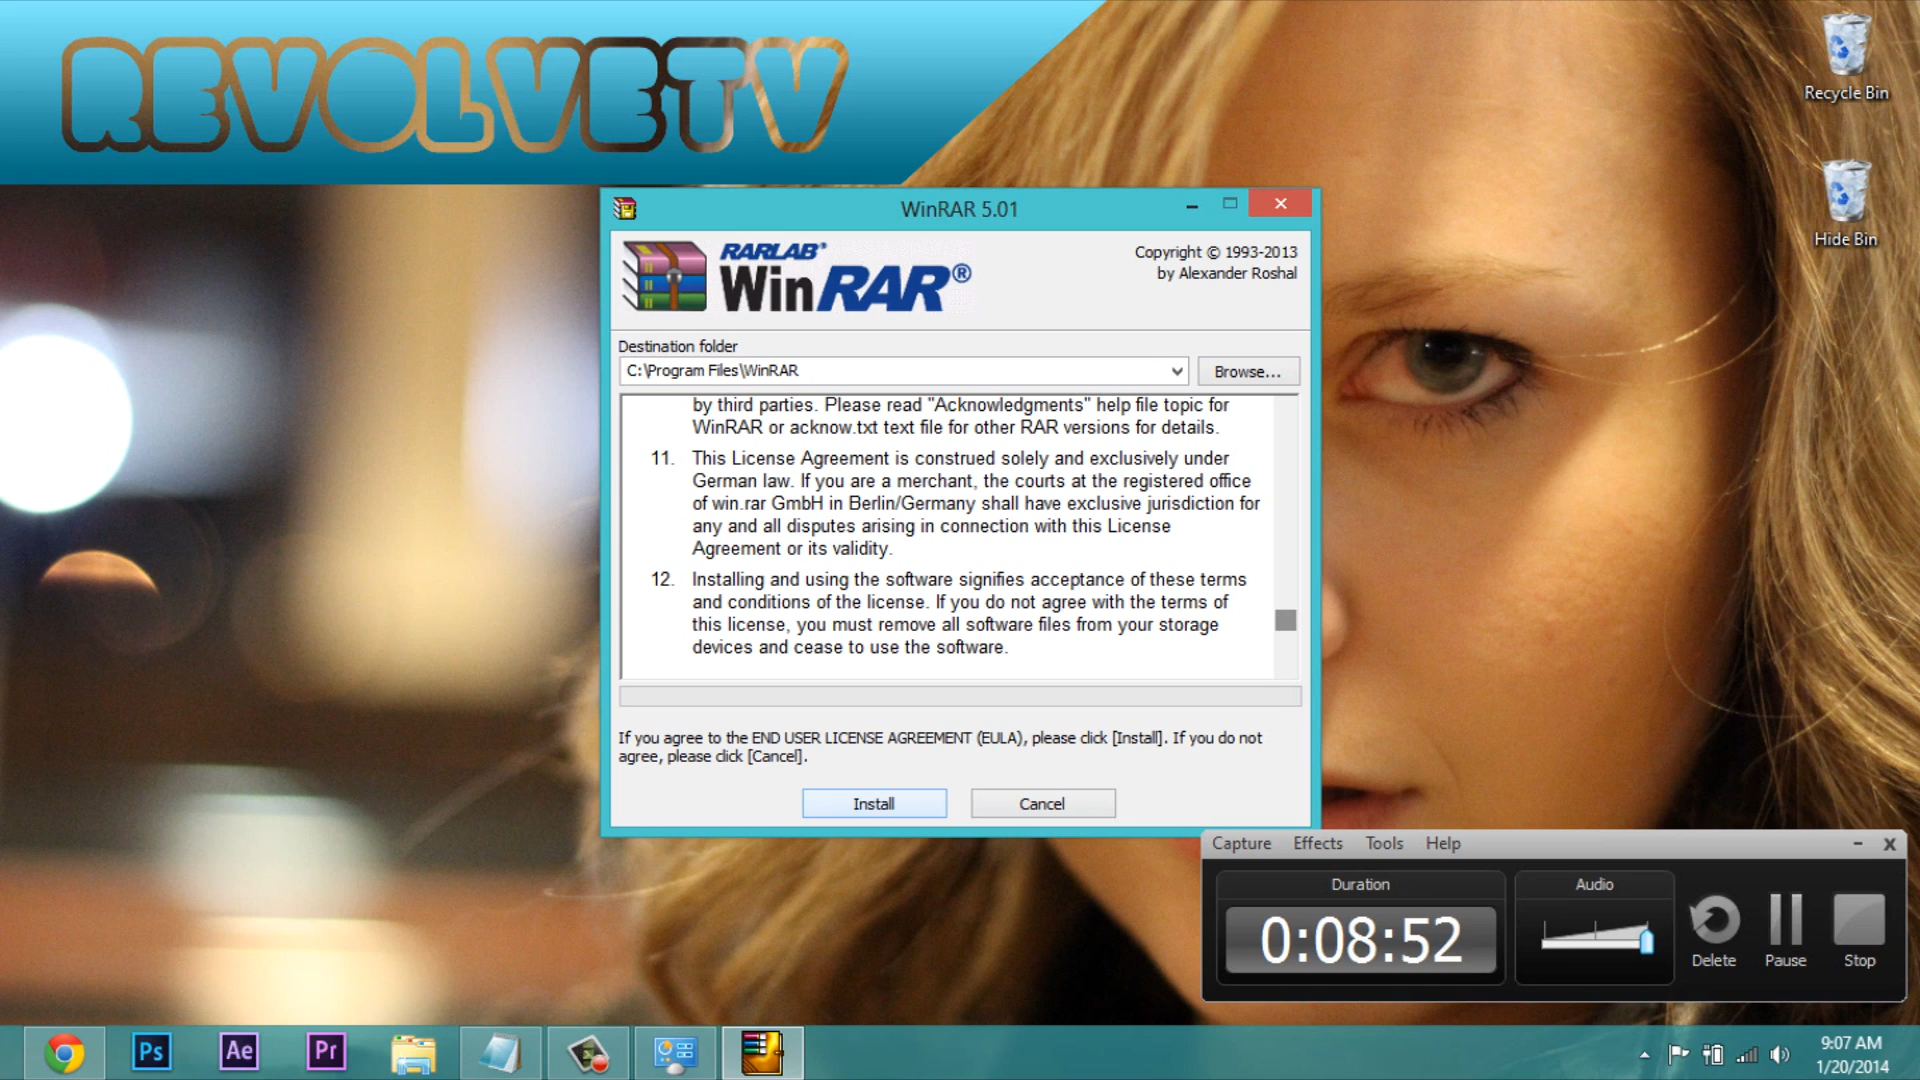 REVOLVETV
Recycle Bin
Hide Bin
WinRAR 5.01
RARLAB®
WinRAR®
Copyright © 1993-2013
by Alexander Roshal
Destination folder
C:\Program Files\WinRAR
Browse...
by third parties. Please read "Acknowledgments" help file topic for
WinRAR or acknow.txt text file for other RAR versions for details.
11. This License Agreement is construed solely and exclusively under
German law. If you are a merchant, the courts at the registered office
of win.rar GmbH in Berlin/Germany shall have exclusive jurisdiction for
any and all disputes arising in connection with this License
Agreement or its validity.
12. Installing and using the software signifies acceptance of these terms
and conditions of the license. If you do not agree with the terms of
this license, you must remove all software files from your storage
devices and cease to use the software.
If you agree to the END USER LICENSE AGREEMENT (EULA), please click [Install]. If you do not
agree, please click [Cancel].
Install Cancel
Capture Effects Tools Help
Duration Audio
0:08:52
Delete Pause Stop
Ps Ae Pr
9:07 AM
1/20/2014